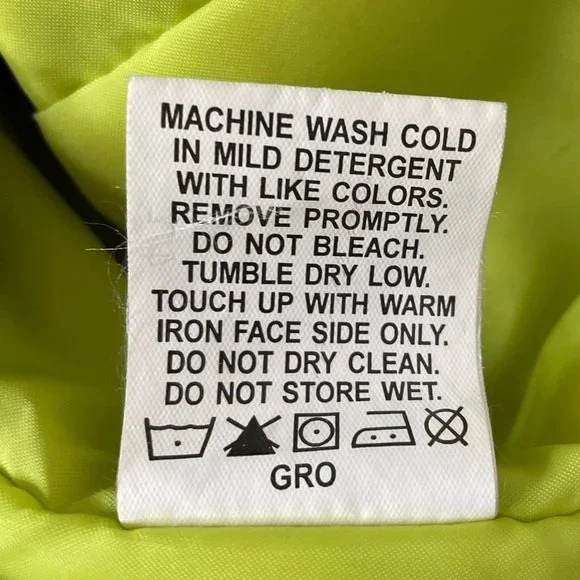 MACHINE WASH COLD
IN MILD DETERGENT
WITH LIKE COLORS.
REMOVE PROMPTLY.
DO NOT BLEACH.
TUMBLE DRY LOW.
TOUCH UP WITH WARM
IRON FACE SIDE ONLY.
DO NOT DRY CLEAN.
DO NOT STORE WET.
GRO